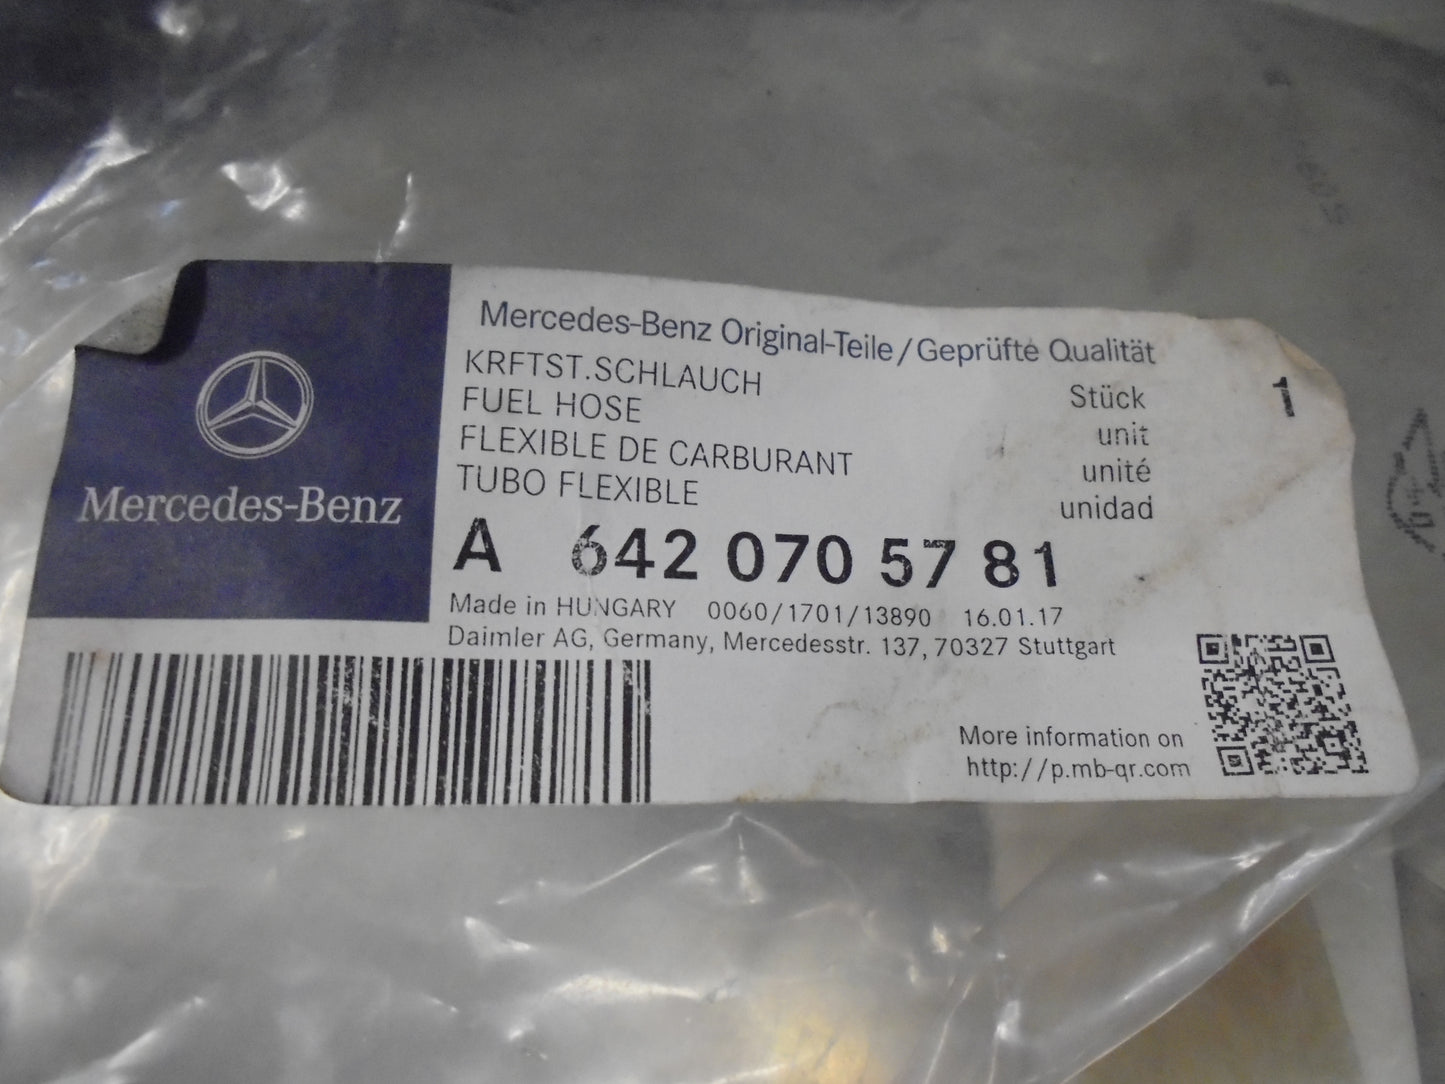 Mercedes-Benz
Mercedes-Benz Original-Teile/Geprüfte Qualität
KRFTST.SCHLAUCH
FUEL HOSE
FLEXIBLE DE CARBURANT
TUBO FLEXIBLE
Stück 1
unit
unité
unidad
A 642 070 57 81
Made in HUNGARY 0060/1701/13890 16.01.17
Daimler AG, Germany, Mercedesstr. 137, 70327 Stuttgart
More information on
http://p.mb-qr.com